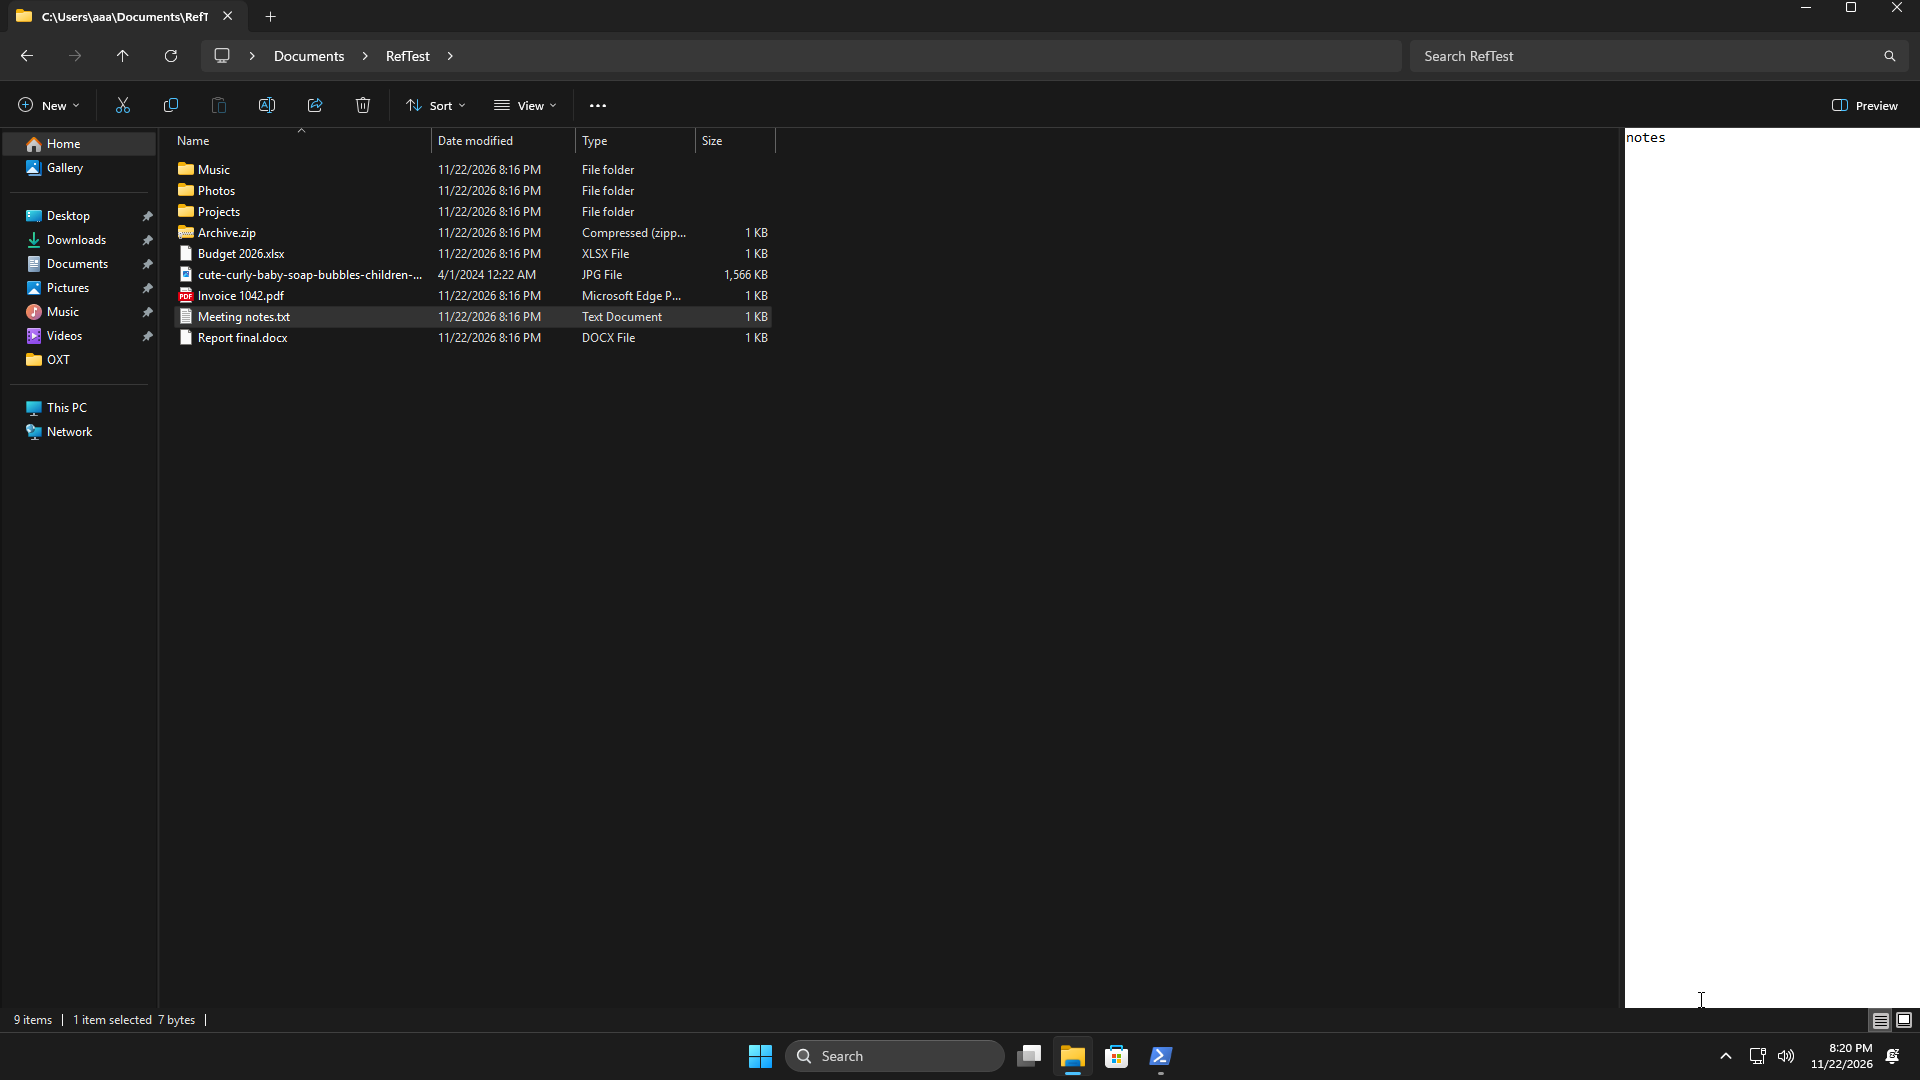 C:\Users\aaa\Documents\RefT
Documents
RefTest
Search RefTest
New
Sort
View
Preview
Home
Gallery
Desktop
Downloads
Documents
Pictures
Music
Videos
OXT
This PC
Network
Name Date modified Type Size
Music 11/22/2026 8:16 PM File folder
Photos 11/22/2026 8:16 PM File folder
Projects 11/22/2026 8:16 PM File folder
Archive.zip 11/22/2026 8:16 PM Compressed (zipp... 1 KB
Budget 2026.xlsx 11/22/2026 8:16 PM XLSX File 1 KB
cute-curly-baby-soap-bubbles-children-... 4/1/2024 12:22 AM JPG File 1,566 KB
PDF Invoice 1042.pdf 11/22/2026 8:16 PM Microsoft Edge P... 1 KB
Meeting notes.txt 11/22/2026 8:16 PM Text Document 1 KB
Report final.docx 11/22/2026 8:16 PM DOCX File 1 KB
notes
9 items 1 item selected 7 bytes
Search
8:20 PM
11/22/2026